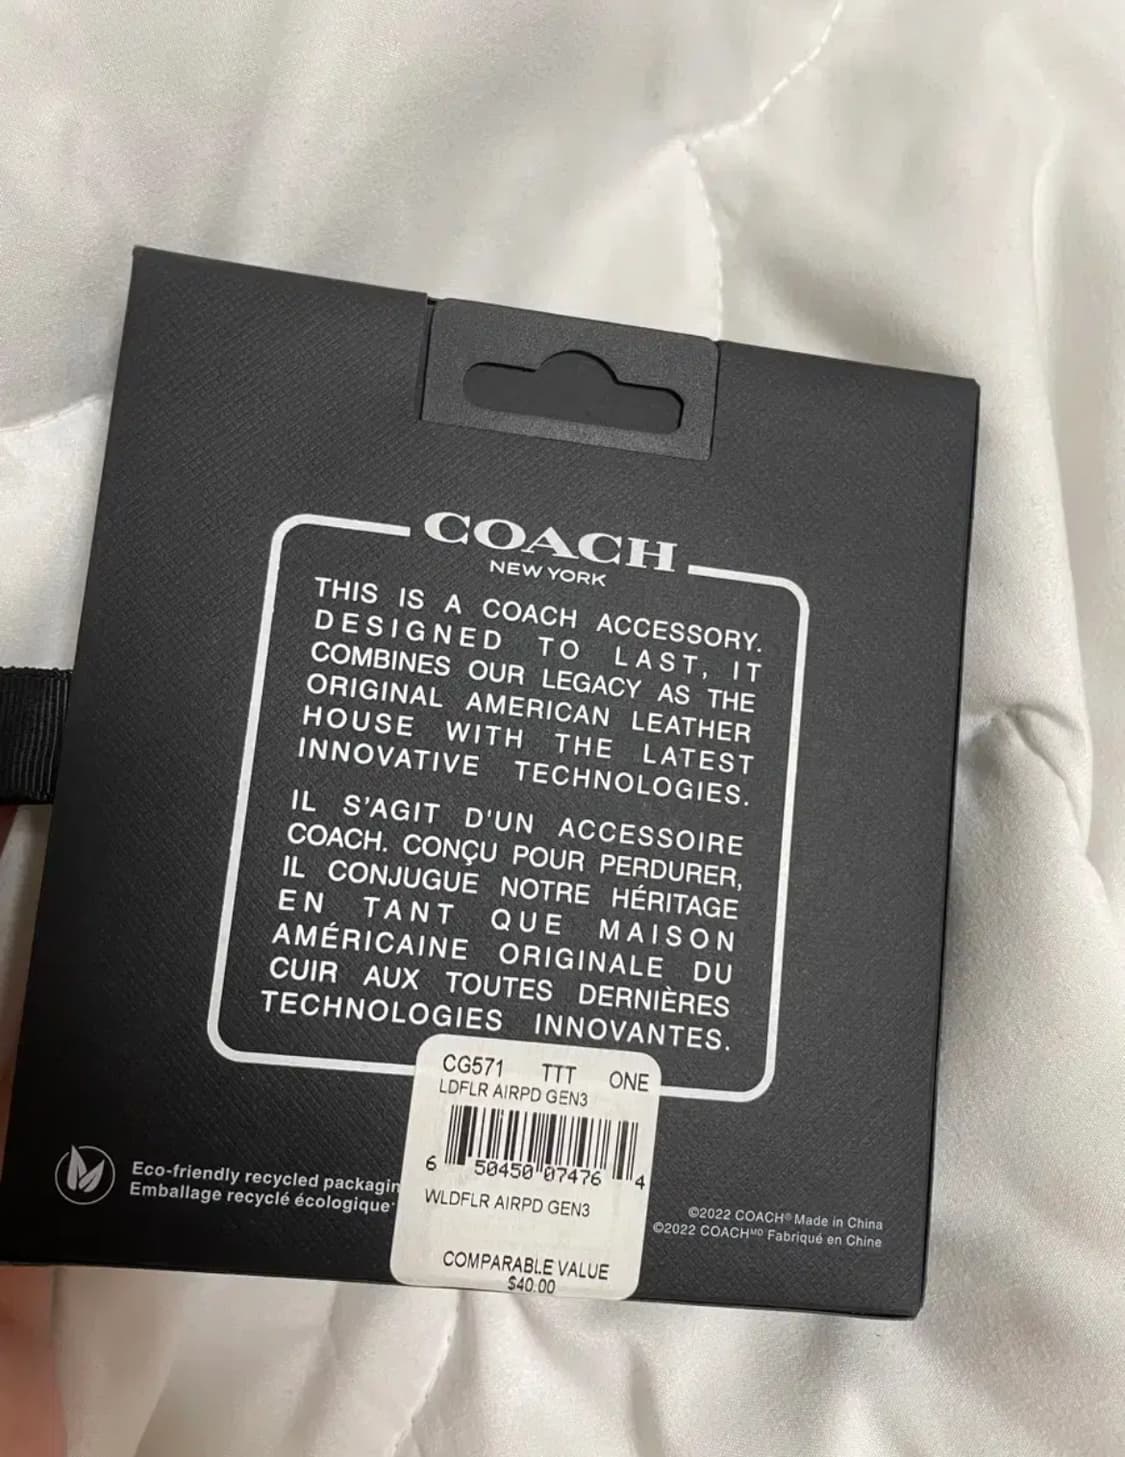 COACH
NEW YORK
THIS IS A COACH ACCESSORY.
DESIGNED TO LAST, IT
COMBINES OUR LEGACY AS THE
ORIGINAL AMERICAN LEATHER
HOUSE WITH THE LATEST
INNOVATIVE TECHNOLOGIES.
IL S'AGIT D'UN ACCESSOIRE
COACH. CONÇU POUR PERDURER,
IL CONJUGUE NOTRE HÉRITAGE
EN TANT QUE MAISON
AMÉRICAINE ORIGINALE DU
CUIR AUX TOUTES DERNIÈRES
TECHNOLOGIES INNOVANTES.
CG571 TTT ONE
LDFLR AIRPD GEN3
6 50450 07476 4
WLDFLR AIRPD GEN3
COMPARABLE VALUE
$40.00
Eco-friendly recycled packagin
Emballage recyclé écologique
©2022 COACH® Made in China
©2022 COACHᴹᴰ Fabriqué en Chine